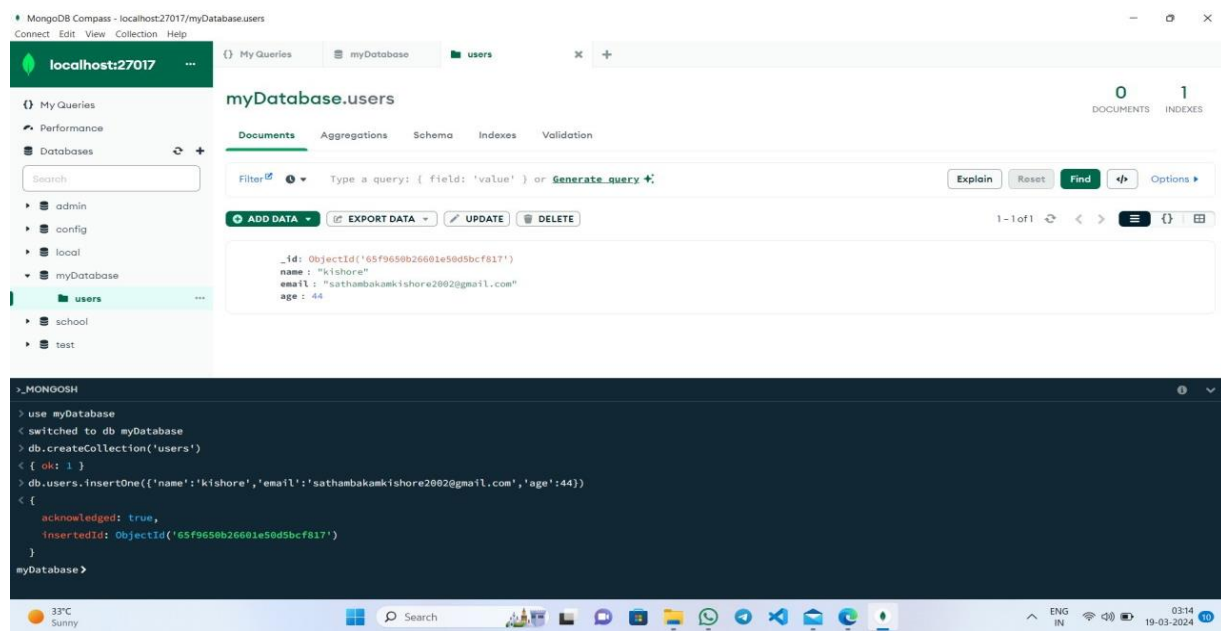 MongoDB Compass - localhost:27017/myDatabase.users
Connect Edit View Collection Help
localhost:27017 ...
{} My Queries myDatabase users
{} My Queries
Performance
Databases
Search
admin
config
local
myDatabase
users ...
school
test
myDatabase.users
0 1
DOCUMENTS INDEXES
Documents Aggregations Schema Indexes Validation
Filter Type a query: { field: 'value' } or Generate query Explain Reset Find </> Options
ADD DATA EXPORT DATA UPDATE DELETE 1 - 1 of 1 {}
_id: ObjectId('65f9650b26601e50d5bcf817')
name : "kishore"
email : "sathambakamkishore2002@gmail.com"
age : 44
>_MONGOSH
> use myDatabase
< switched to db myDatabase
> db.createCollection('users')
< { ok: 1 }
> db.users.insertOne({'name':'kishore','email':'sathambakamkishore2002@gmail.com','age':44})
< {
acknowledged: true,
insertedId: ObjectId('65f9650b26601e50d5bcf817')
}
myDatabase>
33°C
Sunny
Search
ENG
IN
03:14
19-03-2024
10